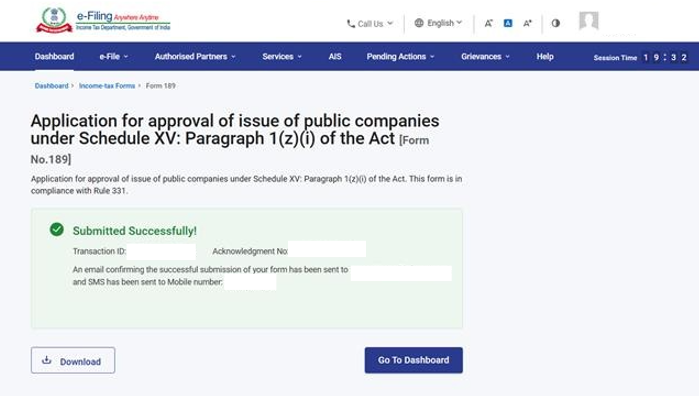 e-Filing Anywhere Anytime
Income Tax Department, Government of India
Call Us
English
A-
A
A+
Dashboard
e-File
Authorised Partners
Services
AIS
Pending Actions
Grievances
Help
Session Time 1 9 : 3 2
Dashboard > Income-tax Forms > Form 189
Application for approval of issue of public companies
under Schedule XV: Paragraph 1(z)(i) of the Act [Form
No.189]
Application for approval of issue of public companies under Schedule XV: Paragraph 1(z)(i) of the Act. This form is in
compliance with Rule 331.
Submitted Successfully!
Transaction ID:
Acknowledgment No:
An email confirming the successful submission of your form has been sent to
and SMS has been sent to Mobile number:
Download
Go To Dashboard